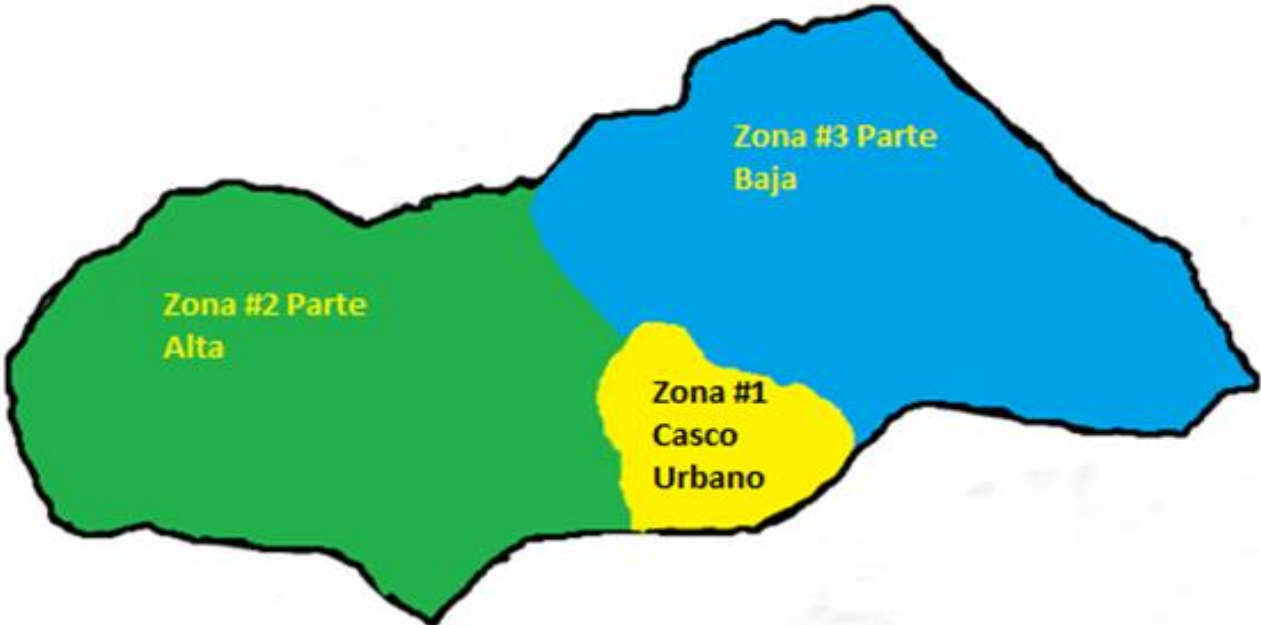 Zona #3 Parte
Baja
Zona #2 Parte
Alta
Zona #1
Casco
Urbano